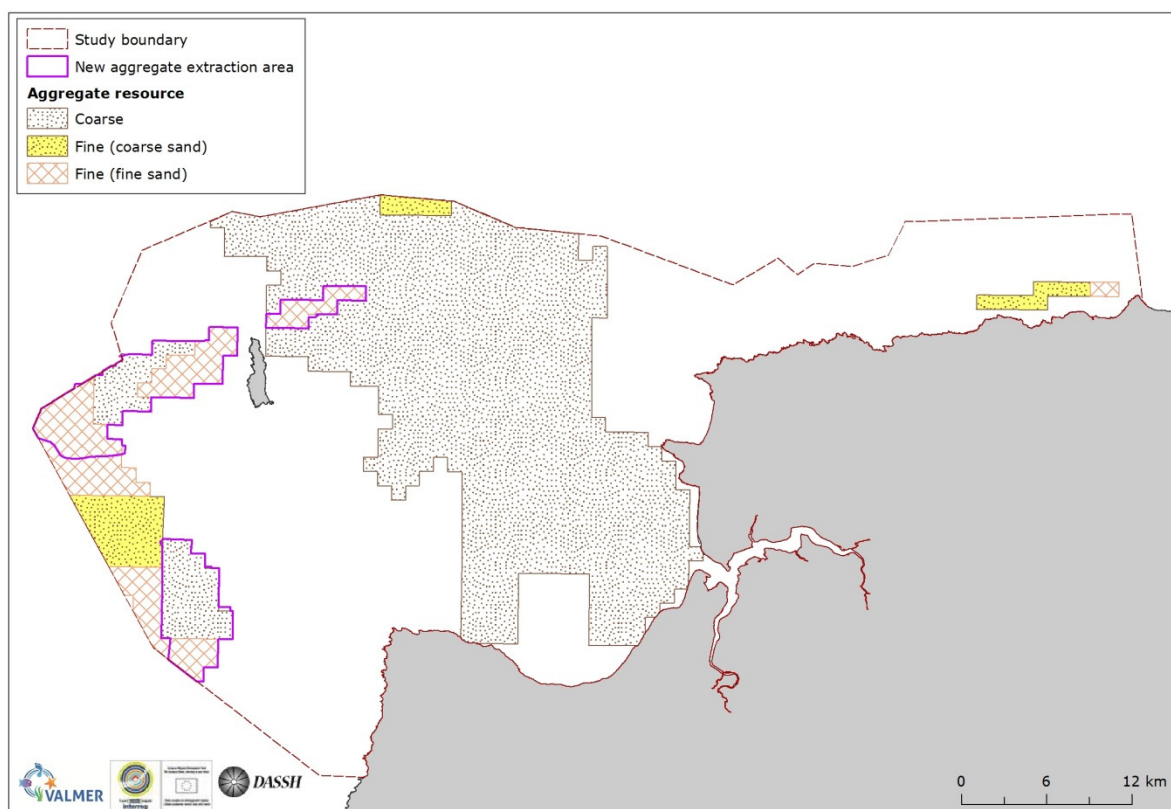 Study boundary
New aggregate extraction area
Aggregate resource
Coarse
Fine (coarse sand)
Fine (fine sand)
VALMER
DASSH
0 6 12 km